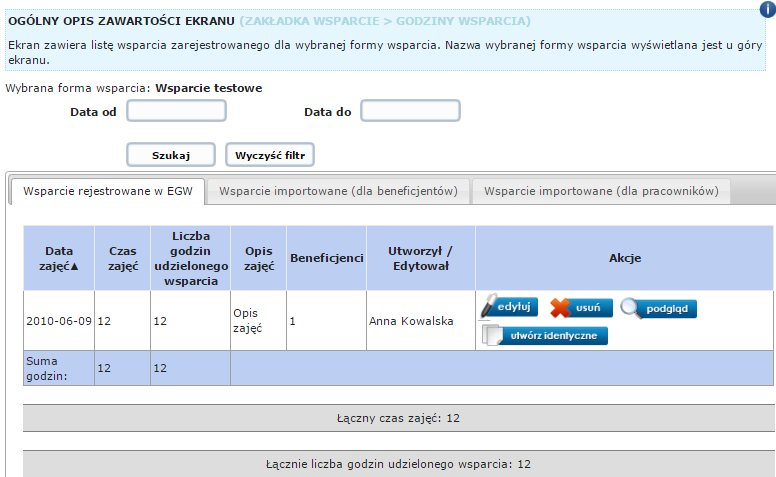 i
OGÓLNY OPIS ZAWARTOŚCI EKRANU (ZAKŁADKA WSPARCIE > GODZINY WSPARCIA)
Ekran zawiera listę wsparcia zarejestrowanego dla wybranej formy wsparcia. Nazwa wybranej formy wsparcia wyświetlana jest u góry
ekranu.
Wybrana forma wsparcia: Wsparcie testowe
Data od Data do
Szukaj Wyczyść filtr
Wsparcie rejestrowane w EGW Wsparcie importowane (dla beneficjentów) Wsparcie importowane (dla pracowników)
Data zajęć▲ Czas zajęć Liczba godzin udzielonego wsparcia Opis zajęć Beneficjenci Utworzył / Edytował Akcje
2010-06-09 12 12 Opis zajęć 1 Anna Kowalska edytuj usuń podgląd
utwórz identyczne
Suma godzin: 12 12
Łączny czas zajęć: 12
Łącznie liczba godzin udzielonego wsparcia: 12